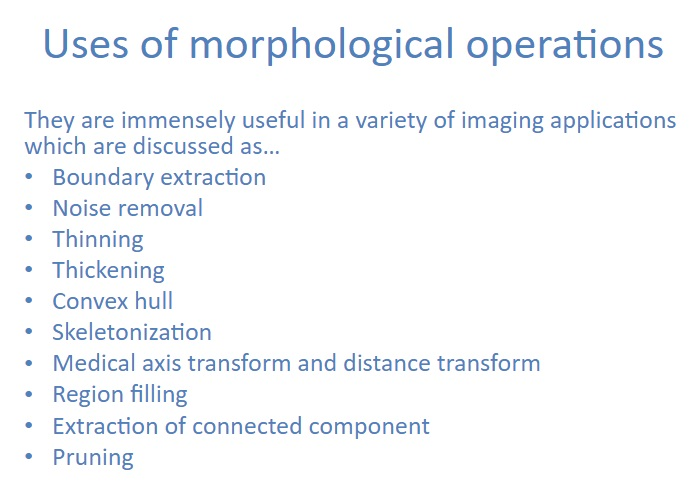 Uses of morphological operations
They are immensely useful in a variety of imaging applications
which are discussed as...
• Boundary extraction
• Noise removal
• Thinning
• Thickening
• Convex hull
• Skeletonization
• Medical axis transform and distance transform
• Region filling
• Extraction of connected component
• Pruning